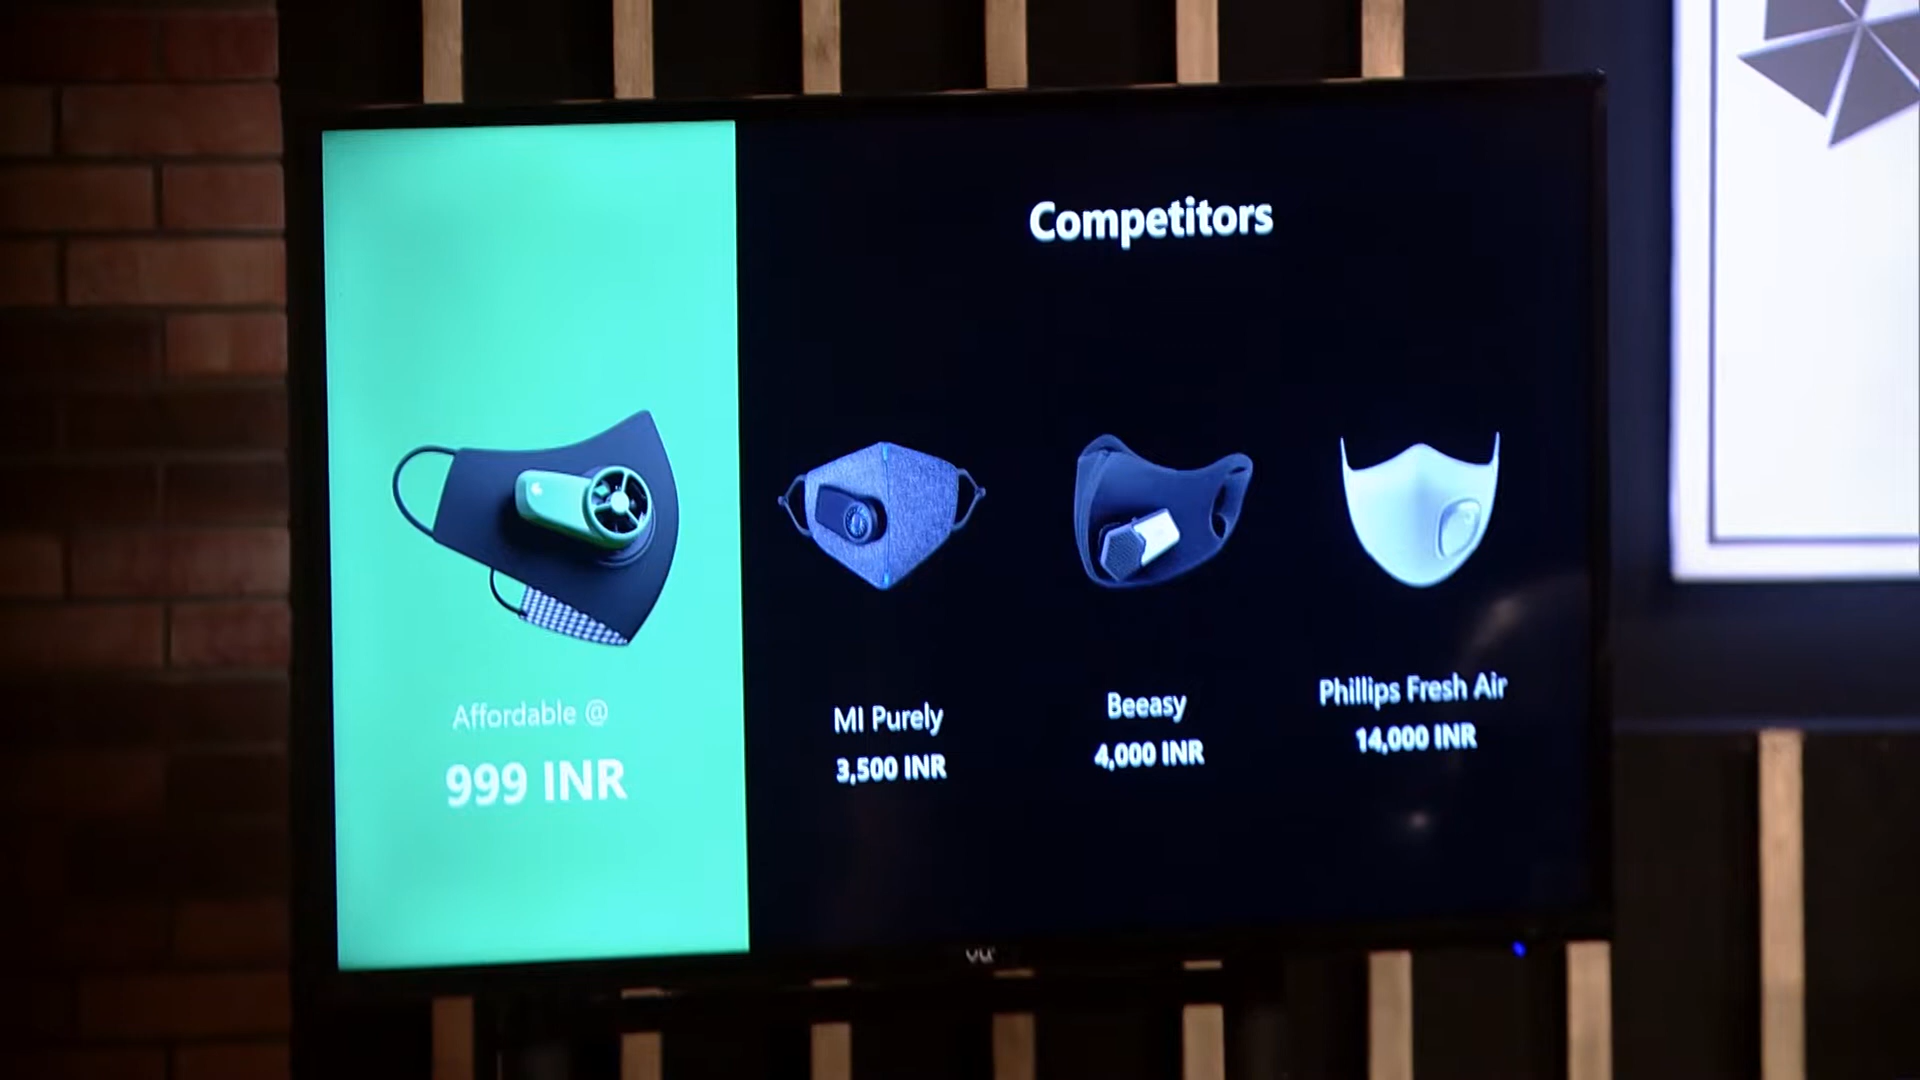 Competitors
Affordable @
999 INR
MI Purely
3,500 INR
Beeasy
4,000 INR
Phillips Fresh Air
14,000 INR